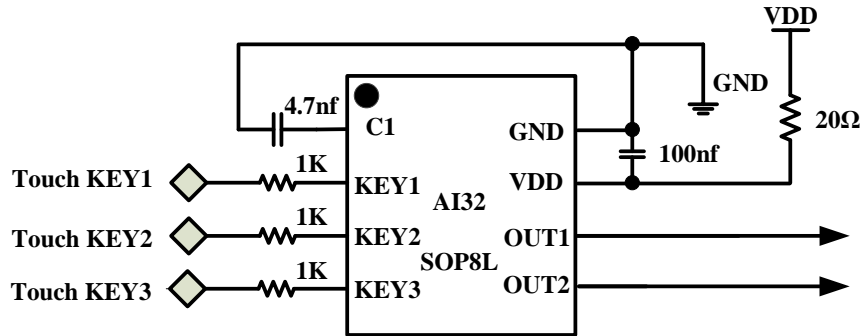 VDD
GND
4.7nf
C1
GND
20Ω
100nf
1K
Touch KEY1
KEY1
VDD
AI32
1K
Touch KEY2
KEY2
OUT1
SOP8L
1K
Touch KEY3
KEY3
OUT2